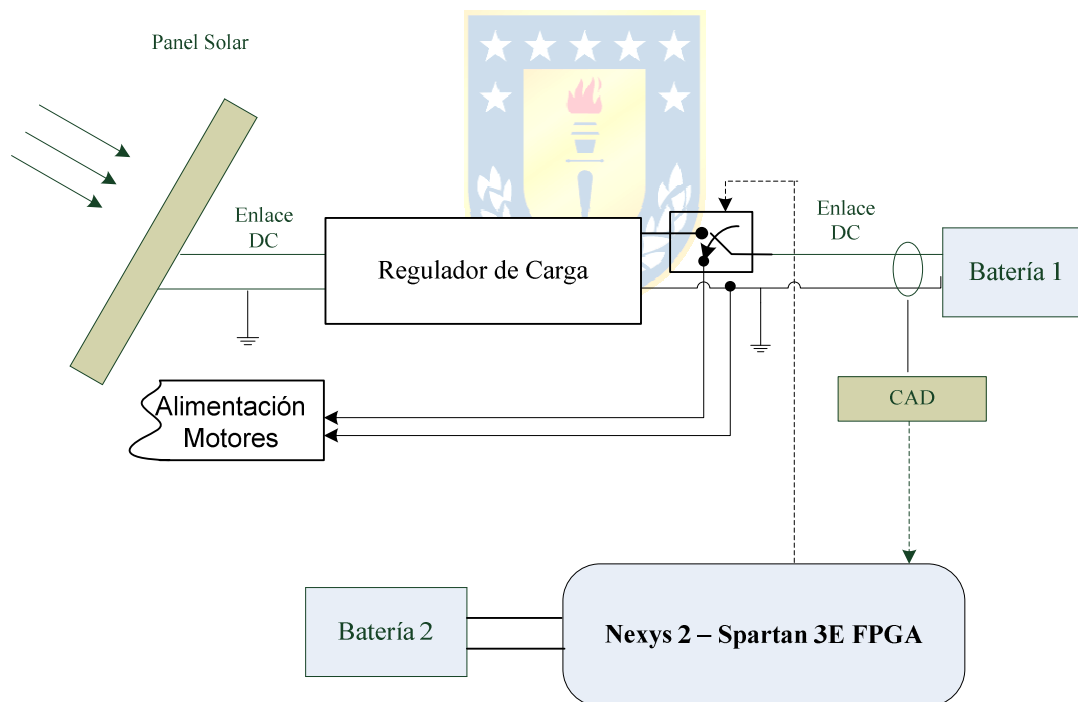 Panel Solar
Enlace
DC
Regulador de Carga
Enlace
DC
Batería 1
Alimentación
Motores
CAD
Batería 2
Nexys 2 – Spartan 3E FPGA